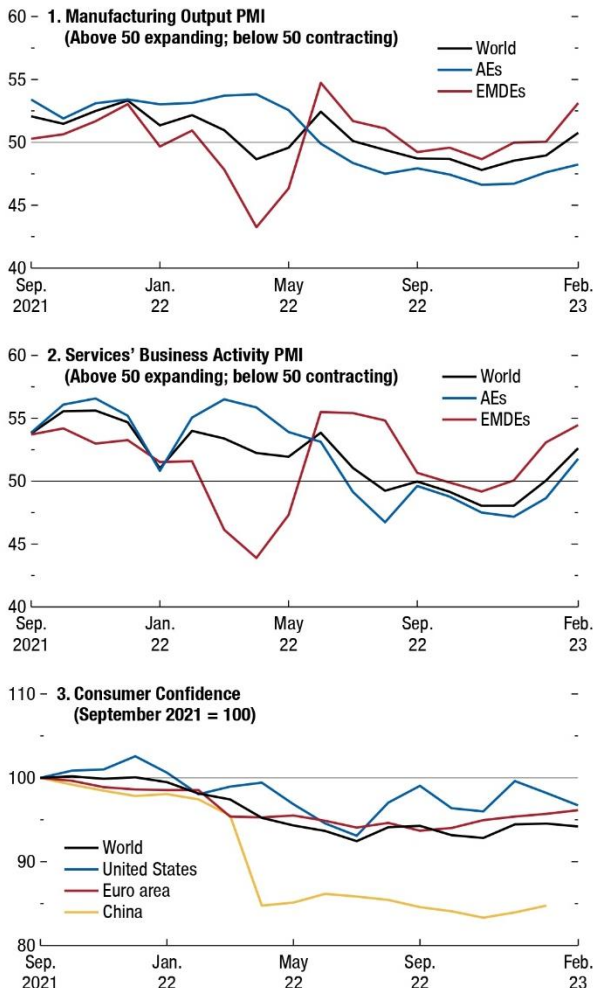 1. Manufacturing Output PMI
(Above 50 expanding; below 50 contracting)
World
AEs
EMDEs
60
55
50
45
40
Sep. Jan. May Sep. Feb.
2021 22 22 22 23
2. Services’ Business Activity PMI
(Above 50 expanding; below 50 contracting)
World
AEs
EMDEs
60
55
50
45
40
Sep. Jan. May Sep. Feb.
2021 22 22 22 23
3. Consumer Confidence
(September 2021 = 100)
110
100
90
80
World
United States
Euro area
China
Sep. Jan. May Sep. Feb.
2021 22 22 22 23